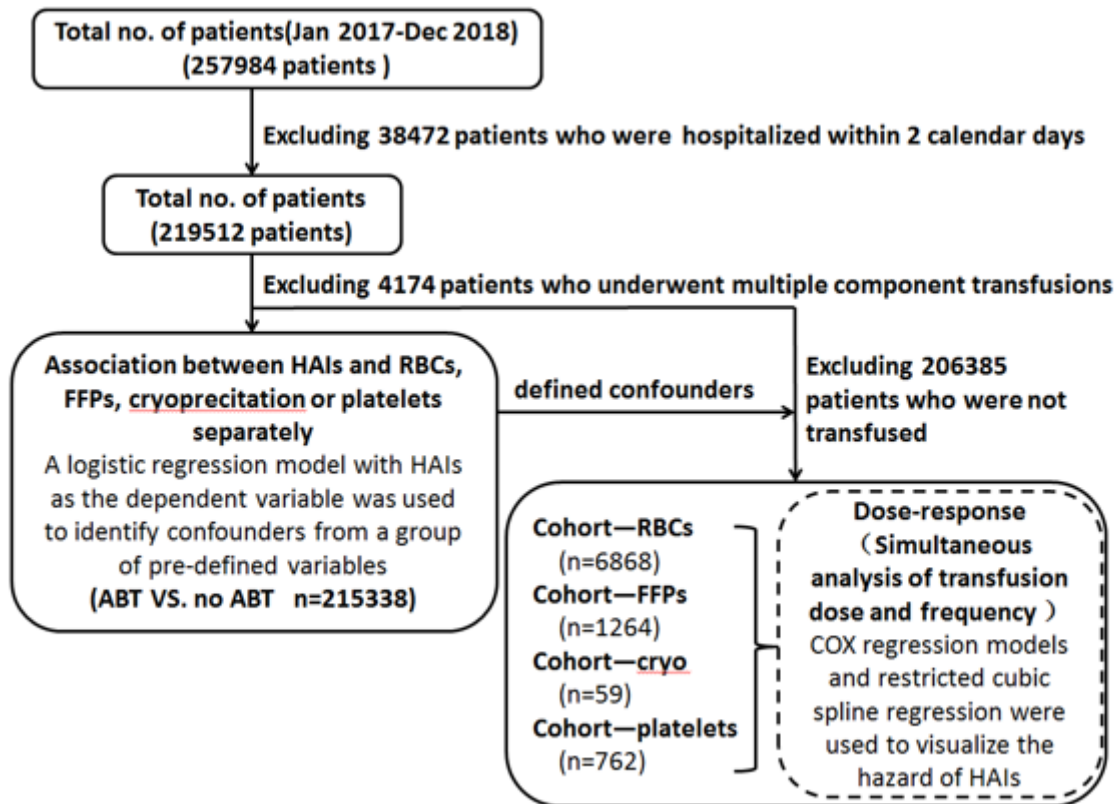 Total no. of patients(Jan 2017-Dec 2018)
(257984 patients )
Excluding 38472 patients who were hospitalized within 2 calendar days
Total no. of patients
(219512 patients)
Excluding 4174 patients who underwent multiple component transfusions
Association between HAIs and RBCs,
FFPs, cryoprecitation or platelets
separately
A logistic regression model with HAIs
as the dependent variable was used
to identify confounders from a group
of pre-defined variables
(ABT VS. no ABT n=215338)
defined confounders
Excluding 206385
patients who were not
transfused
Cohort—RBCs
(n=6868)
Cohort—FFPs
(n=1264)
Cohort—cryo
(n=59)
Cohort—platelets
(n=762)
Dose-response
（Simultaneous
analysis of transfusion
dose and frequency）
COX regression models
and restricted cubic
spline regression were
used to visualize the
hazard of HAIs